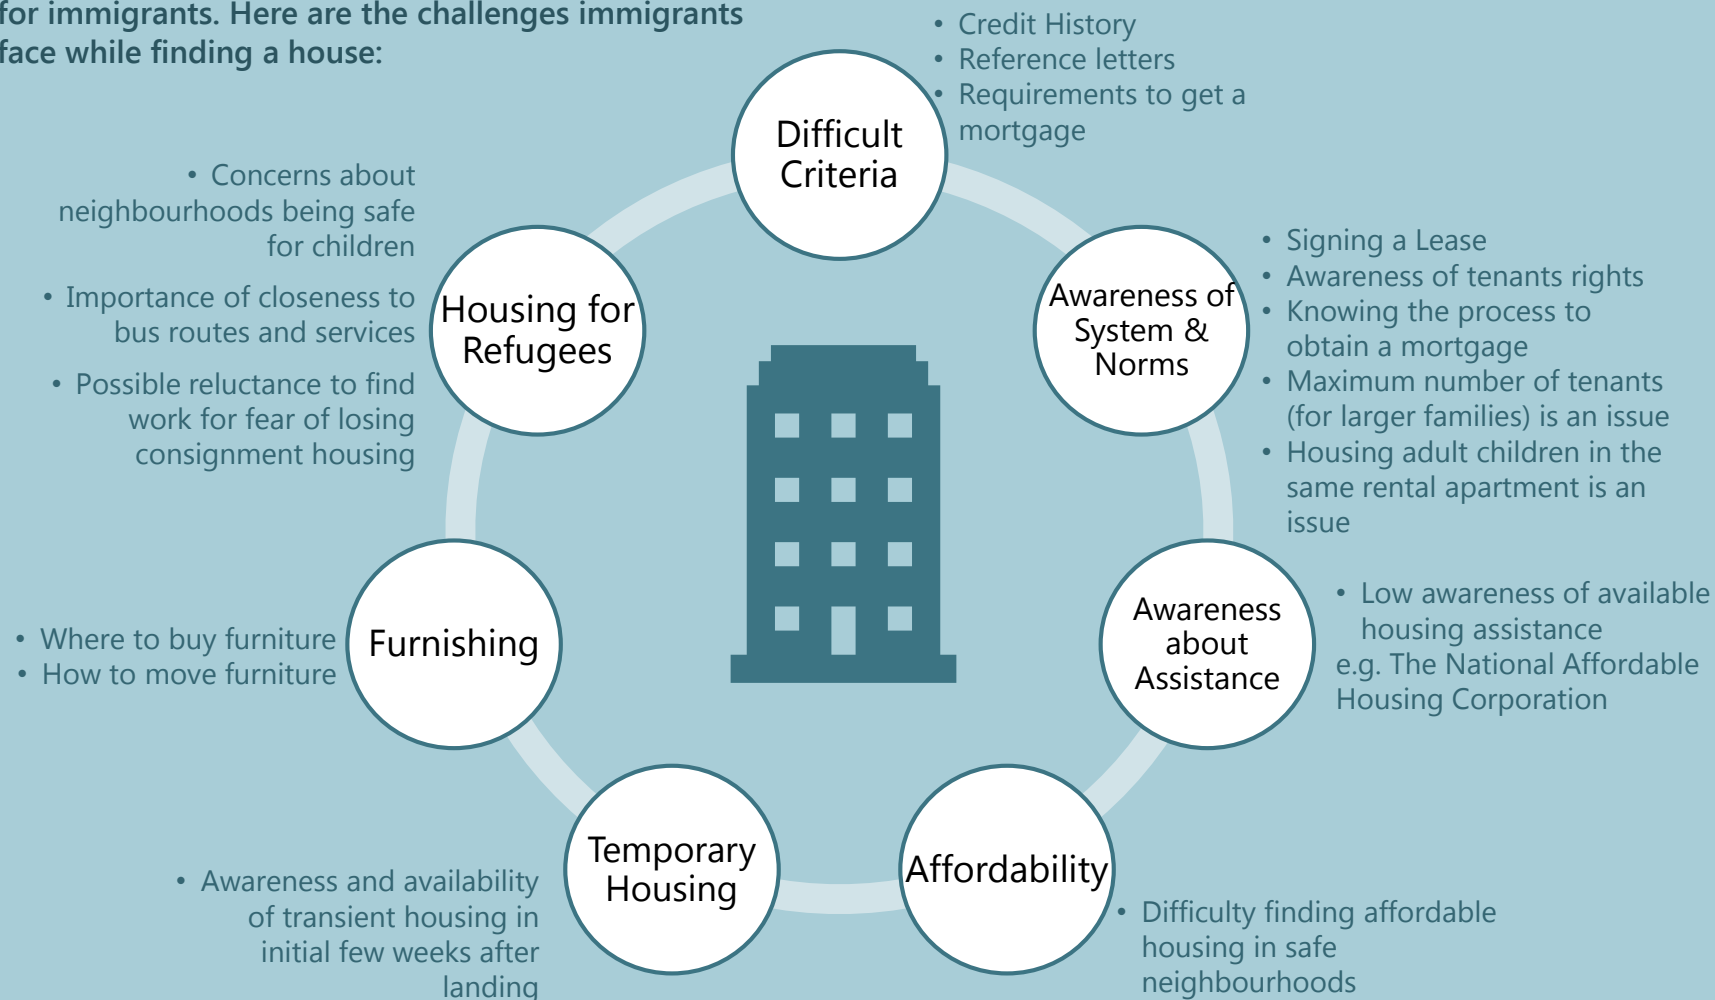 for immigrants. Here are the challenges immigrants
face while finding a house:
Difficult
Criteria
• Credit History
• Reference letters
• Requirements to get a
mortgage
Awareness of
System &
Norms
• Signing a Lease
• Awareness of tenants rights
• Knowing the process to
obtain a mortgage
• Maximum number of tenants
(for larger families) is an issue
• Housing adult children in the
same rental apartment is an
issue
Awareness
about
Assistance
• Low awareness of available
housing assistance
e.g. The National Affordable
Housing Corporation
Affordability
• Difficulty finding affordable
housing in safe
neighbourhoods
Temporary
Housing
• Awareness and availability
of transient housing in
initial few weeks after
landing
Furnishing
• Where to buy furniture
• How to move furniture
Housing for
Refugees
• Concerns about
neighbourhoods being safe
for children
• Importance of closeness to
bus routes and services
• Possible reluctance to find
work for fear of losing
consignment housing